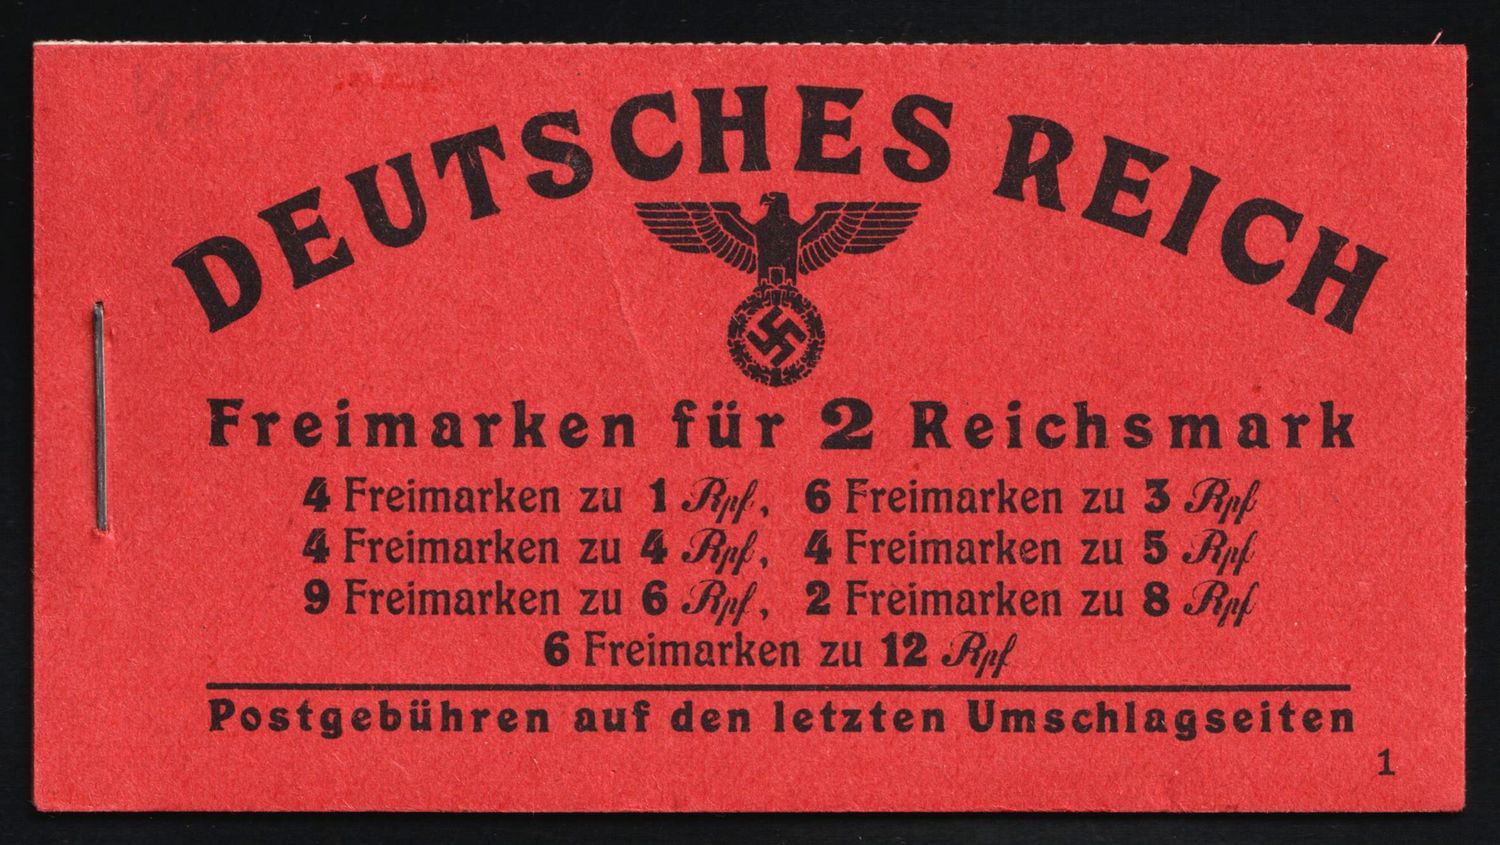 DEUTSCHES REICH
Freimarken für 2 Reichsmark
4 Freimarken zu 1 Rpf, 6 Freimarken zu 3 Rpf
4 Freimarken zu 4 Rpf, 4 Freimarken zu 5 Rpf
9 Freimarken zu 6 Rpf, 2 Freimarken zu 8 Rpf
6 Freimarken zu 12 Rpf
Postgebühren auf den letzten Umschlagseiten
1